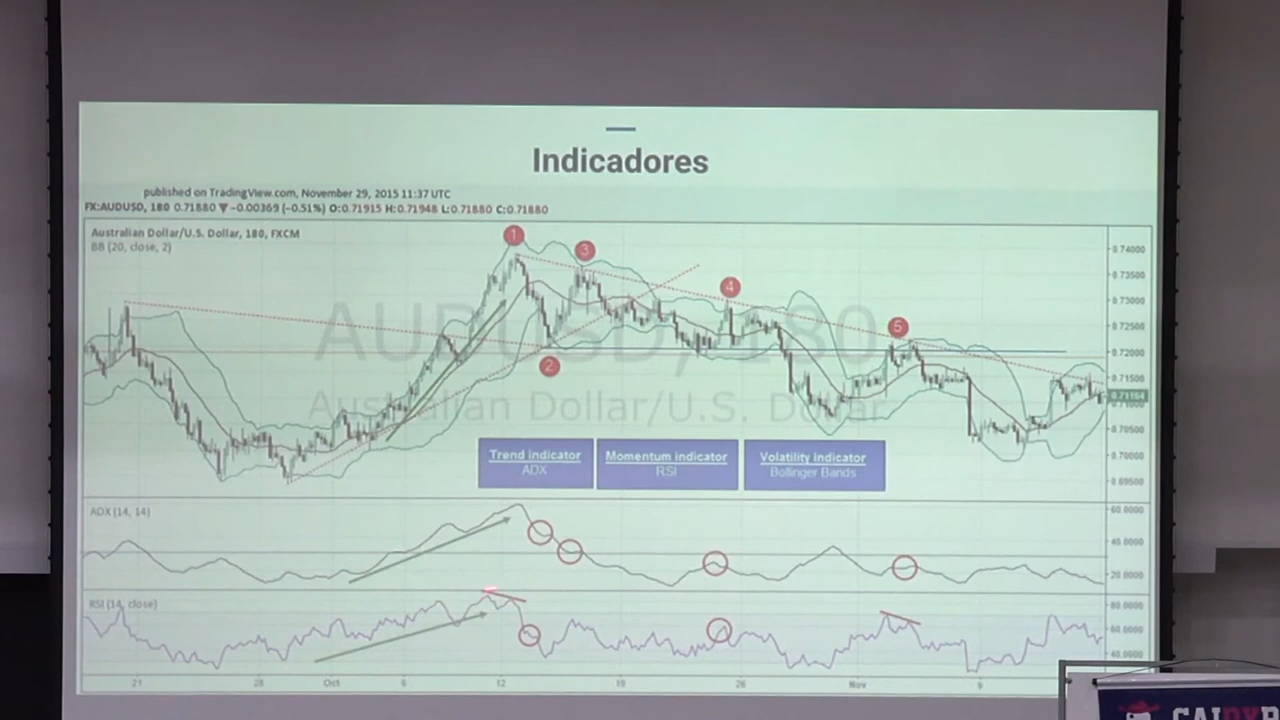 Indicadores
published on TradingView.com, November 29, 2015 11:37 UTC
FX:AUDUSD, 180 0.71880 ▼ -0.00369 (-0.51%) O:0.71915 H:0.71948 L:0.71880 C:0.71880
Australian Dollar/U.S. Dollar, 180, FXCM
BB (20, close, 2)
AUDUSD, 180
Australian Dollar/U.S. Dollar
1
3
4
5
2
0.74000
0.73500
0.73000
0.72500
0.72000
0.71500
0.71000
0.70500
0.70000
0.69500
Trend indicator
ADX
Momentum indicator
RSI
Volatility indicator
Bollinger Bands
ADX (14, 14)
60.0000
40.0000
20.0000
RSI (14, close)
80.0000
60.0000
40.0000
21
28
Oct
6
12
19
26
Nov
9